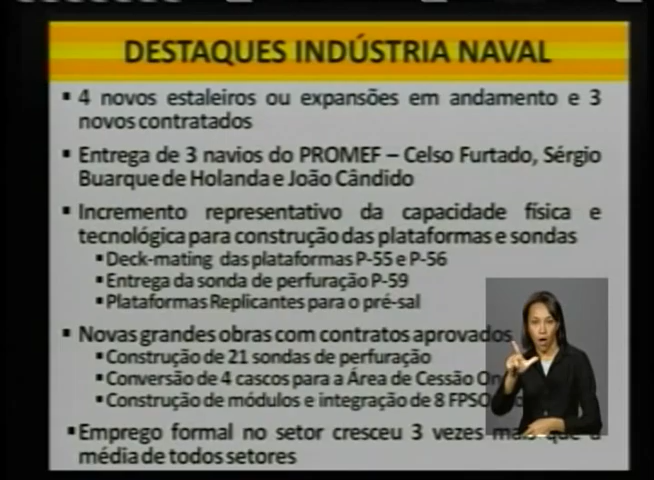 DESTAQUES INDÚSTRIA NAVAL
▪ 4 novos estaleiros ou expansões em andamento e 3
novos contratados
▪ Entrega de 3 navios do PROMEF – Celso Furtado, Sérgio
Buarque de Holanda e João Cândido
▪ Incremento representativo da capacidade física e
tecnológica para construção das plataformas e sondas
▪ Deck-mating das plataformas P-55 e P-56
▪ Entrega da sonda de perfuração P-59
▪ Plataformas Replicantes para o pré-sal
▪ Novas grandes obras com contratos aprovados
▪ Construção de 21 sondas de perfuração
▪ Conversão de 4 cascos para a Área de Cessão
▪ Construção de módulos e integração de 8
▪ Emprego formal no setor cresceu 3 vezes mais que a
média de todos setores